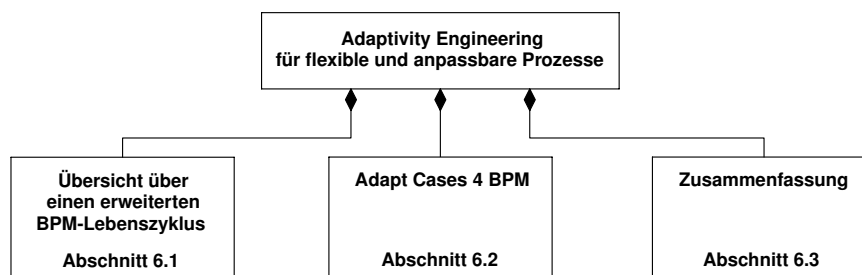 Adaptivity Engineering
für flexible und anpassbare Prozesse
Übersicht über
einen erweiterten
BPM-Lebenszyklus
Abschnitt 6.1
Adapt Cases 4 BPM
Abschnitt 6.2
Zusammenfassung
Abschnitt 6.3